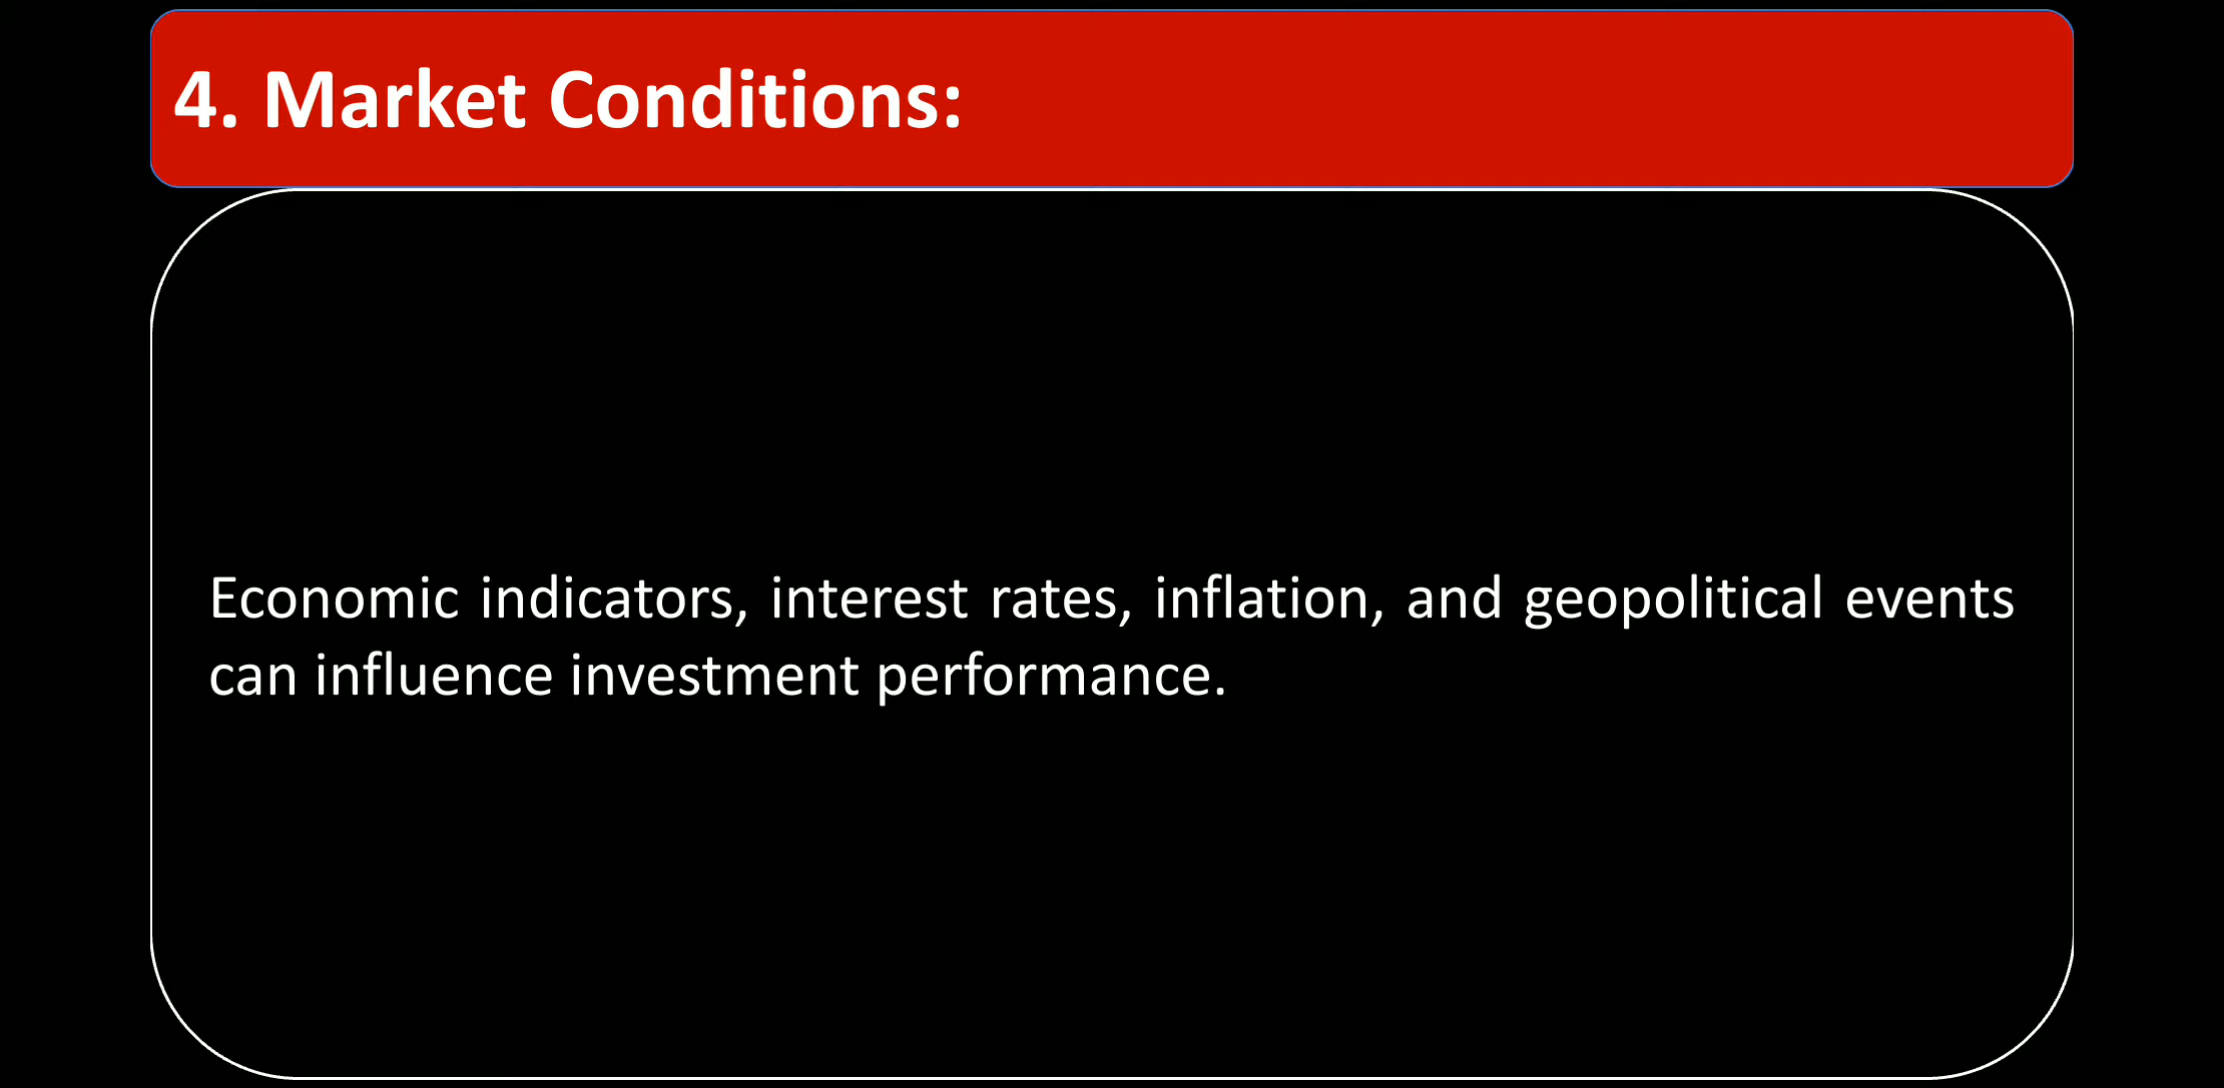 4. Market Conditions:
Economic indicators, interest rates, inflation, and geopolitical events
can influence investment performance.